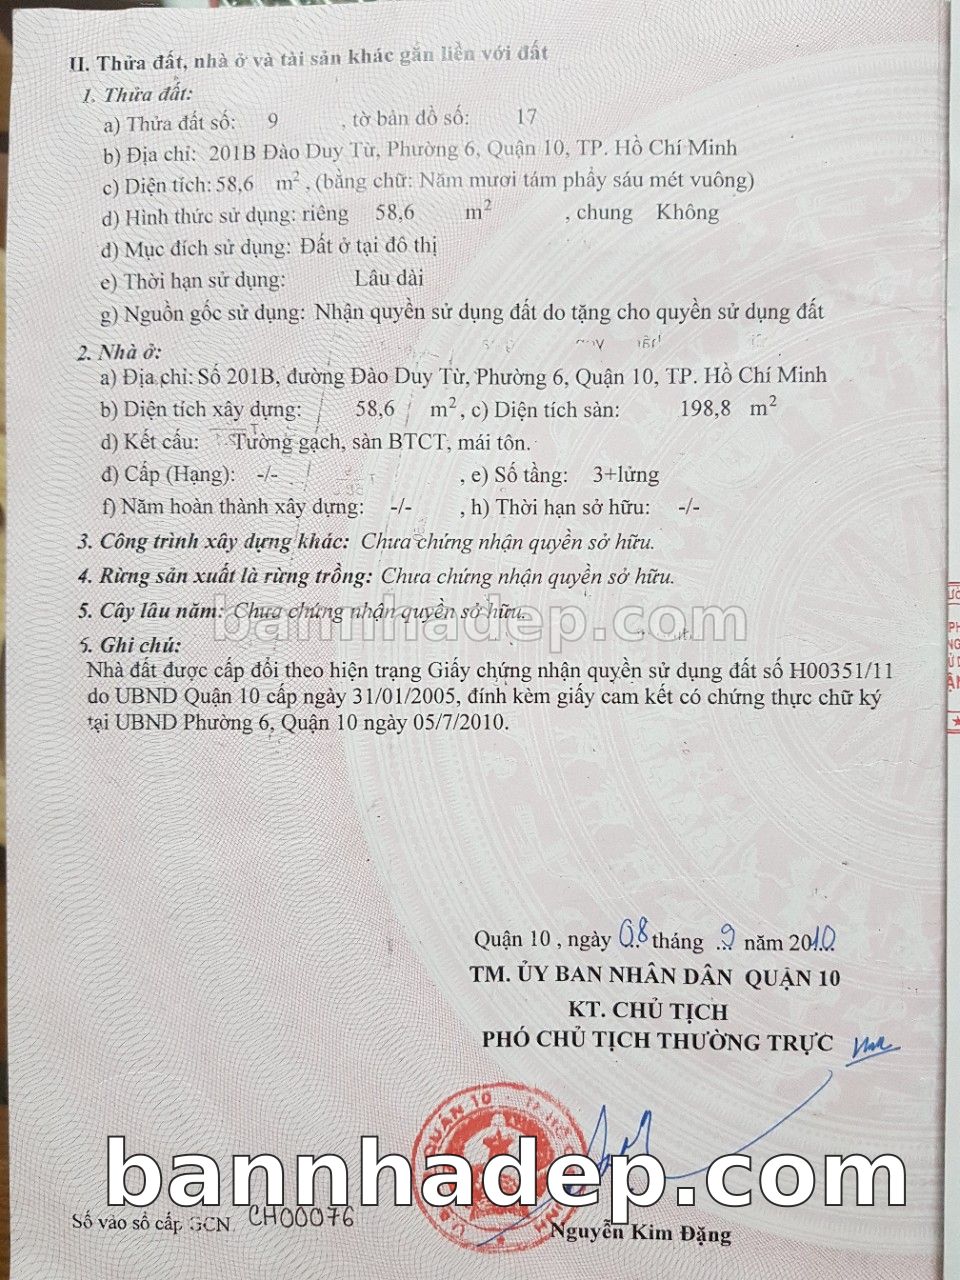 II. Thửa đất, nhà ở và tài sản khác gắn liền với đất
1. Thửa đất:
a) Thửa đất số: 9 , tờ bản đồ số: 17
b) Địa chỉ: 201B Đào Duy Từ, Phường 6, Quận 10, TP. Hồ Chí Minh
c) Diện tích: 58,6 m², (bằng chữ: Năm mươi tám phẩy sáu mét vuông)
d) Hình thức sử dụng: riêng 58,6 m² , chung Không
đ) Mục đích sử dụng: Đất ở tại đô thị
e) Thời hạn sử dụng: Lâu dài
g) Nguồn gốc sử dụng: Nhận quyền sử dụng đất do tặng cho quyền sử dụng đất
2. Nhà ở:
a) Địa chỉ: Số 201B, đường Đào Duy Từ, Phường 6, Quận 10, TP. Hồ Chí Minh
b) Diện tích xây dựng: 58,6 m², c) Diện tích sàn: 198,8 m²
d) Kết cấu: Tường gạch, sàn BTCT, mái tôn.
đ) Cấp (Hạng): -/- , e) Số tầng: 3+lửng
f) Năm hoàn thành xây dựng: -/- , h) Thời hạn sở hữu: -/-
3. Công trình xây dựng khác: Chưa chứng nhận quyền sở hữu.
4. Rừng sản xuất là rừng trồng: Chưa chứng nhận quyền sở hữu.
5. Cây lâu năm: Chưa chứng nhận quyền sở hữu.
bannhadep.com
6. Ghi chú:
Nhà đất được cấp đổi theo hiện trạng Giấy chứng nhận quyền sử dụng đất số H00351/11
do UBND Quận 10 cấp ngày 31/01/2005, đính kèm giấy cam kết có chứng thực chữ ký
tại UBND Phường 6, Quận 10 ngày 05/7/2010.
Quận 10 , ngày 08 tháng 9 năm 2010
TM. ỦY BAN NHÂN DÂN QUẬN 10
KT. CHỦ TỊCH
PHÓ CHỦ TỊCH THƯỜNG TRỰC
QUẬN 10
bannhadep.com
Số vào sổ cấp GCN CH00076
Nguyễn Kim Đặng